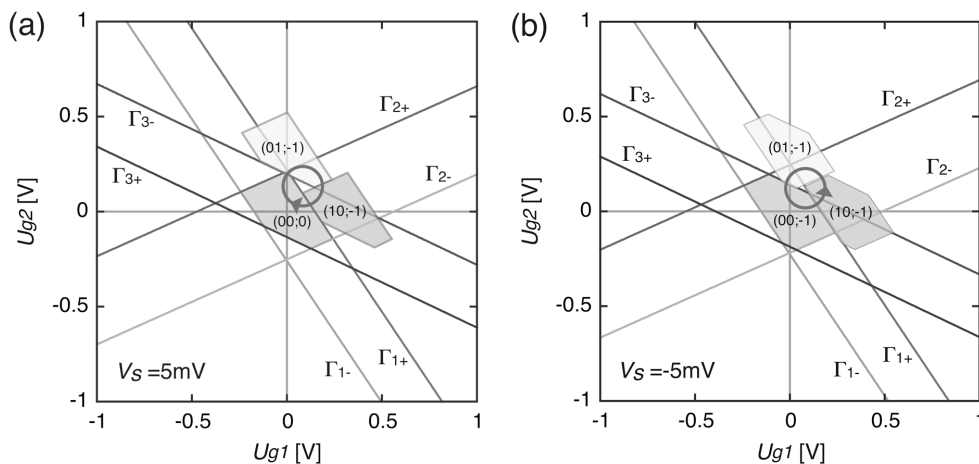 (a)
(b)
1
0.5
0
-0.5
-1
-1
-0.5
0
0.5
1
Ug2 [V]
Ug1 [V]
Γ3-
Γ3+
Γ2+
Γ2-
Γ1-
Γ1+
(01;-1)
(00;0)
(10;-1)
VS =5mV
1
0.5
0
-0.5
-1
-1
-0.5
0
0.5
1
Ug2 [V]
Ug1 [V]
Γ3-
Γ3+
Γ2+
Γ2-
Γ1-
Γ1+
(01;-1)
(00;-1)
(10;-1)
VS =-5mV